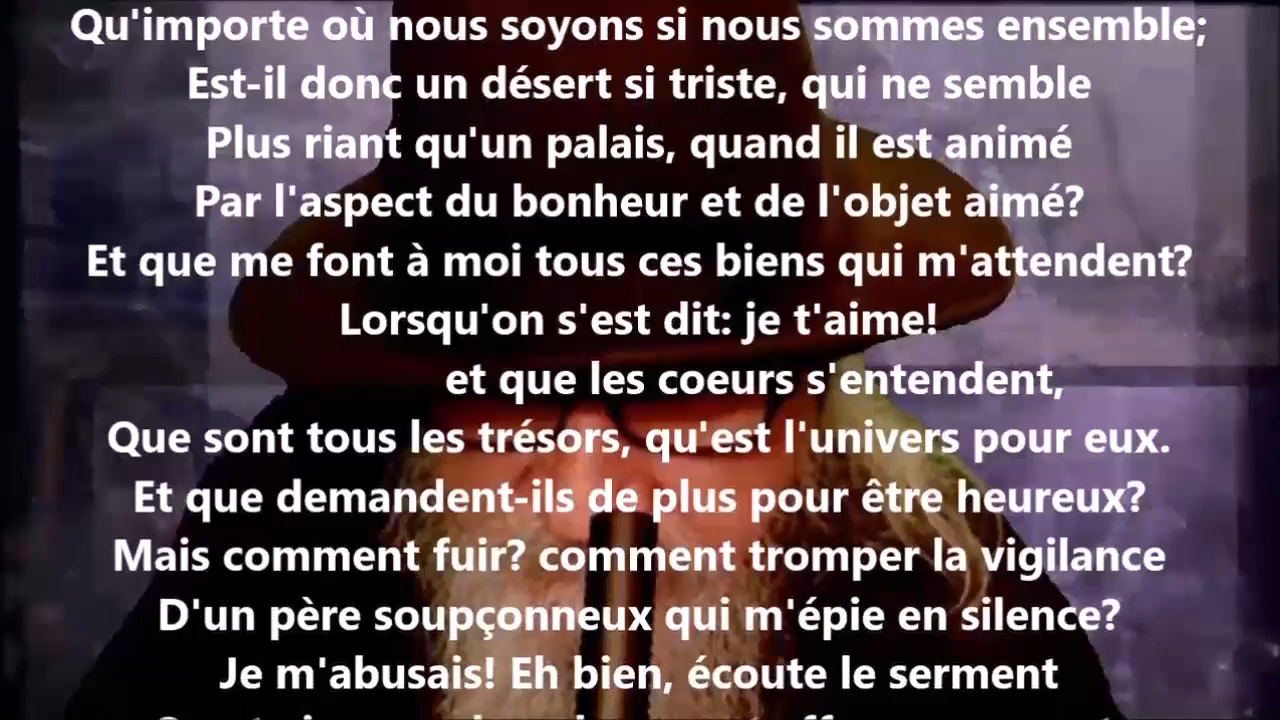 Qu'importe où nous soyons si nous sommes ensemble;
Est-il donc un désert si triste, qui ne semble
Plus riant qu'un palais, quand il est animé
Par l'aspect du bonheur et de l'objet aimé?
Et que me font à moi tous ces biens qui m'attendent?
Lorsqu'on s'est dit: je t'aime!
et que les coeurs s'entendent,
Que sont tous les trésors, qu'est l'univers pour eux.
Et que demandent-ils de plus pour être heureux?
Mais comment fuir? comment tromper la vigilance
D'un père soupçonneux qui m'épie en silence?
Je m'abusais! Eh bien, écoute le serment